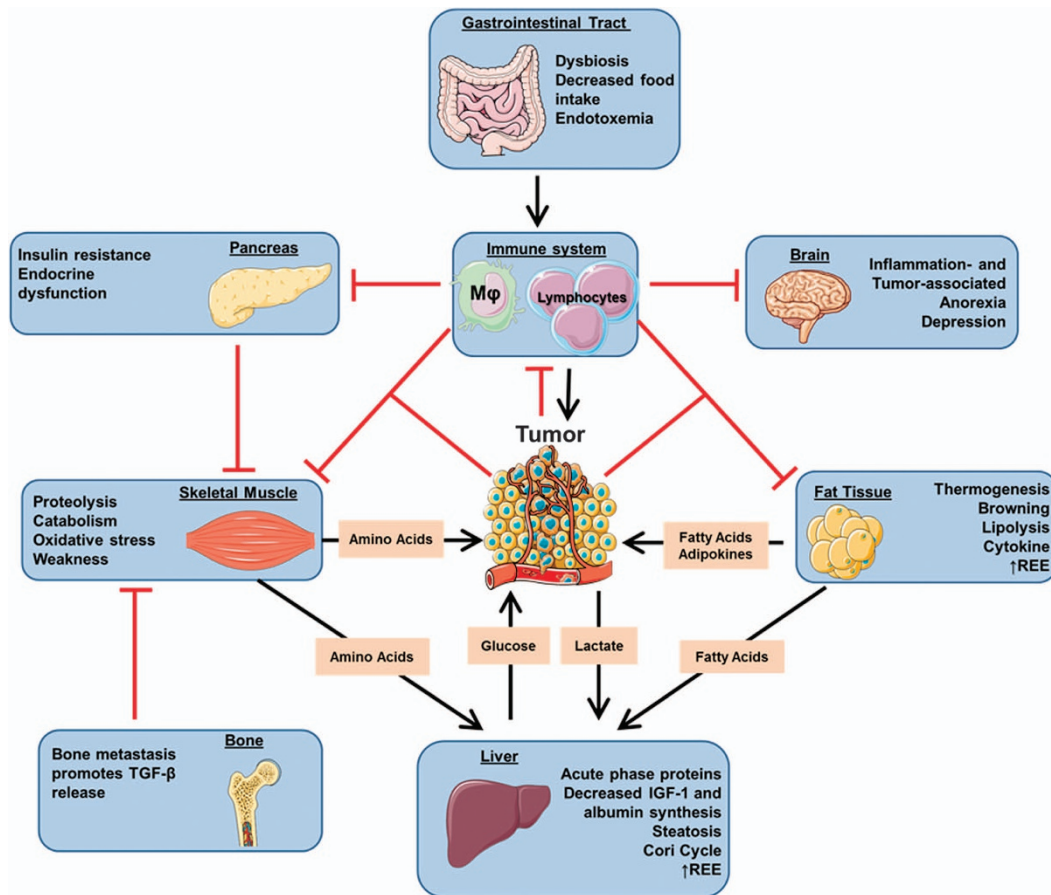 Gastrointestinal Tract
Dysbiosis
Decreased food
intake
Endotoxemia
Insulin resistance
Endocrine
dysfunction
Pancreas
Immune system
Mφ
Lymphocytes
Brain
Inflammation- and
Tumor-associated
Anorexia
Depression
Tumor
Proteolysis
Catabolism
Oxidative stress
Weakness
Skeletal Muscle
Amino Acids
Fatty Acids
Adipokines
Fat Tissue
Thermogenesis
Browning
Lipolysis
Cytokine
↑REE
Amino Acids
Glucose
Lactate
Fatty Acids
Bone metastasis
promotes TGF-β
release
Bone
Liver
Acute phase proteins
Decreased IGF-1 and
albumin synthesis
Steatosis
Cori Cycle
↑REE